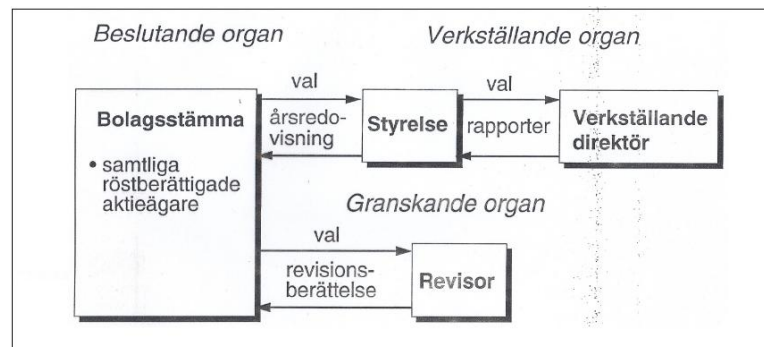 Beslutande organ
Verkställande organ
val
val
Bolagsstämma
årsredo-
visning
Styrelse
rapporter
Verkställande
direktör
• samtliga
röstberättigade
aktieägare
Granskande organ
val
revisions-
berättelse
Revisor